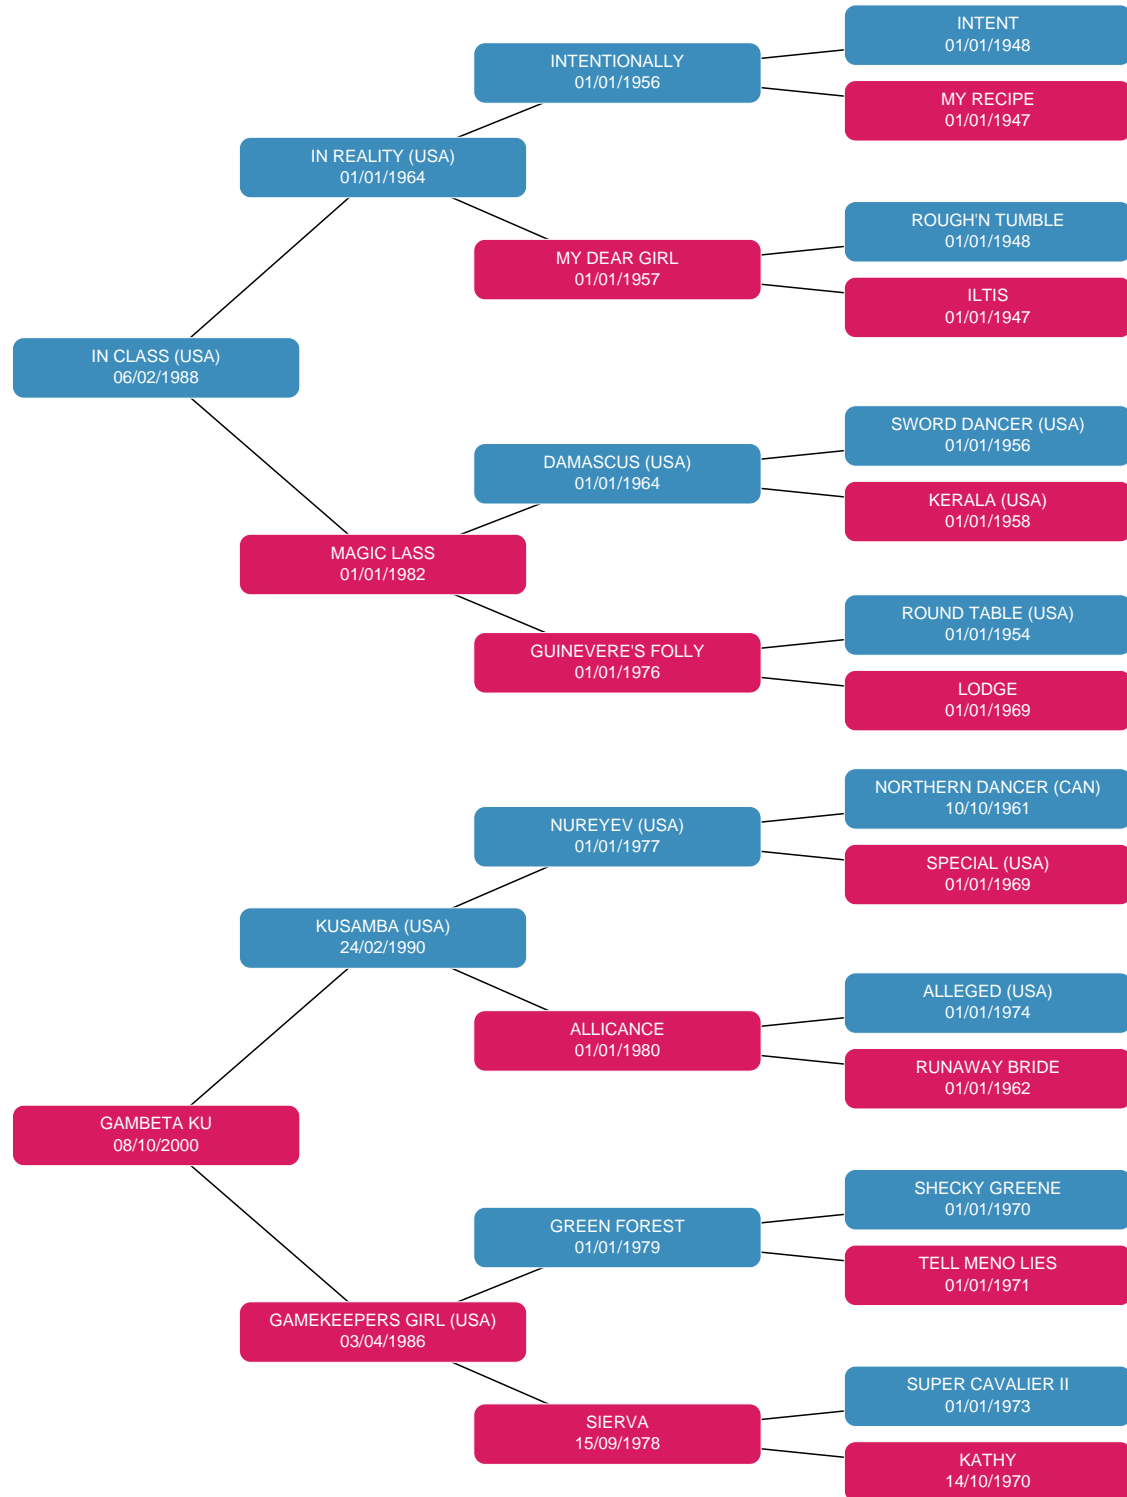 INTENT
01/01/1948
INTENTIONALLY
01/01/1956
MY RECIPE
01/01/1947
IN REALITY (USA)
01/01/1964
ROUGH'N TUMBLE
01/01/1948
MY DEAR GIRL
01/01/1957
ILTIS
01/01/1947
IN CLASS (USA)
06/02/1988
SWORD DANCER (USA)
01/01/1956
DAMASCUS (USA)
01/01/1964
KERALA (USA)
01/01/1958
MAGIC LASS
01/01/1982
ROUND TABLE (USA)
01/01/1954
GUINEVERE'S FOLLY
01/01/1976
LODGE
01/01/1969
NORTHERN DANCER (CAN)
10/10/1961
NUREYEV (USA)
01/01/1977
SPECIAL (USA)
01/01/1969
KUSAMBA (USA)
24/02/1990
ALLEGED (USA)
01/01/1974
ALLICANCE
01/01/1980
RUNAWAY BRIDE
01/01/1962
GAMBETA KU
08/10/2000
SHECKY GREENE
01/01/1970
GREEN FOREST
01/01/1979
TELL MENO LIES
01/01/1971
GAMEKEEPERS GIRL (USA)
03/04/1986
SUPER CAVALIER II
01/01/1973
SIERVA
15/09/1978
KATHY
14/10/1970